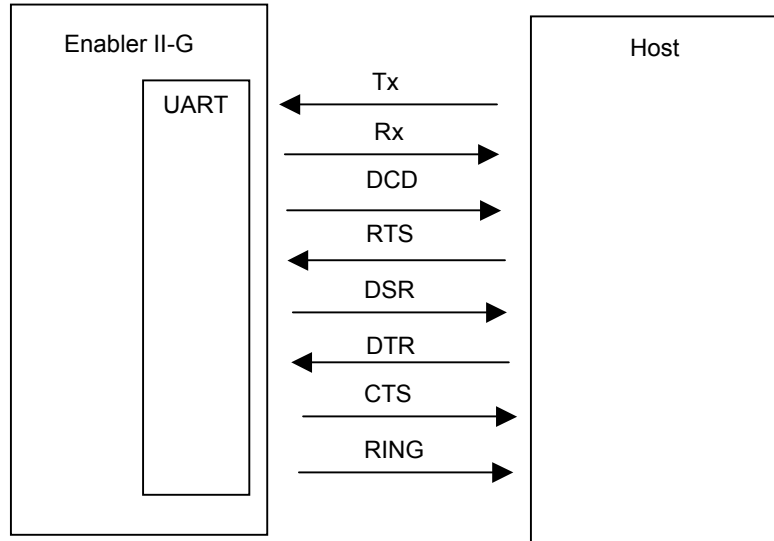 Enabler II-G
Host
UART
Tx
Rx
DCD
RTS
DSR
DTR
CTS
RING